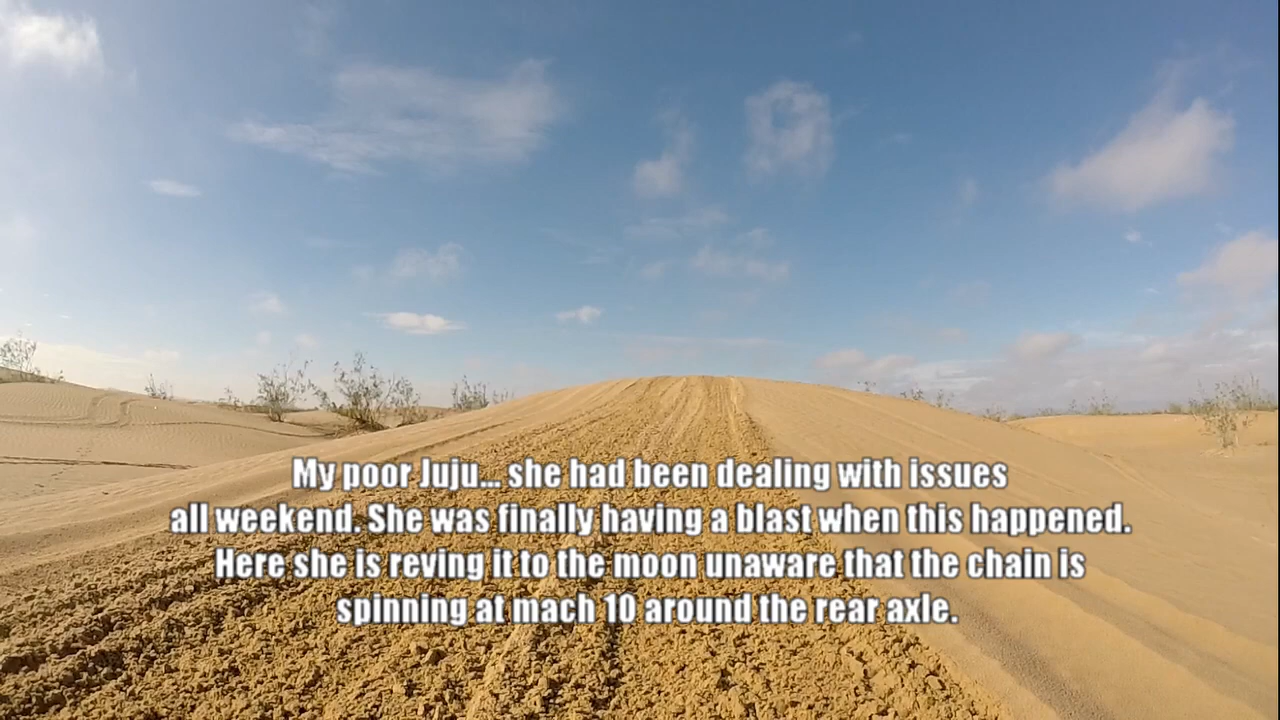 My poor Juju... she had been dealing with issues
all weekend. She was finally having a blast when this happened.
Here she is reving it to the moon unaware that the chain is
spinning at mach 10 around the rear axle.